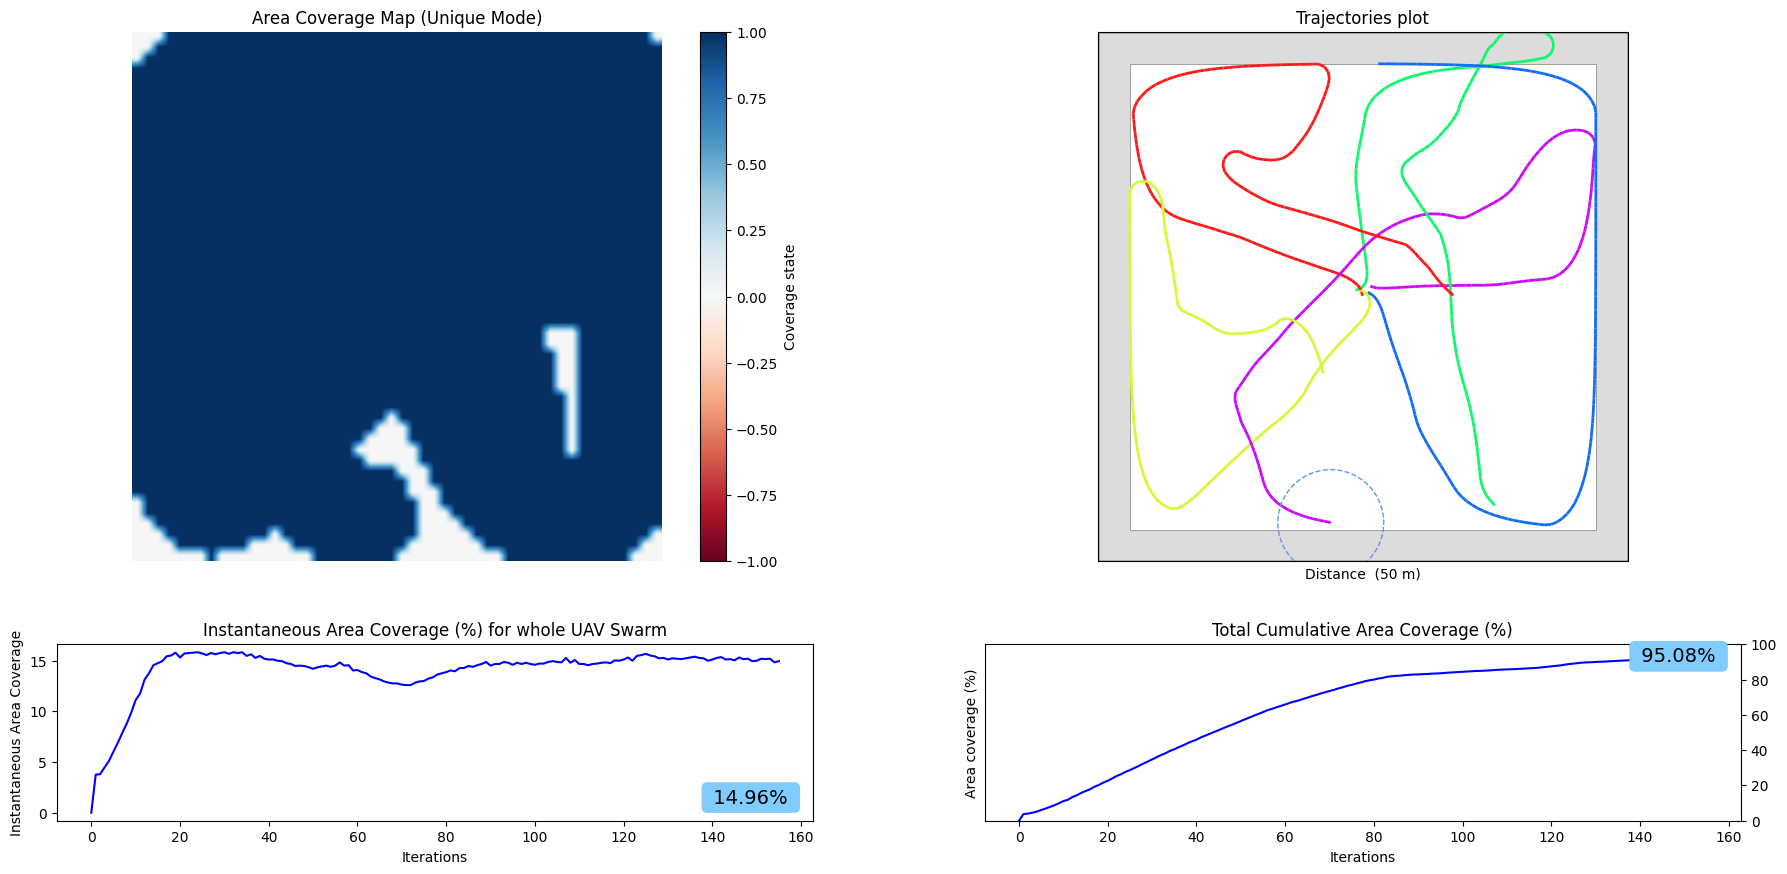 Area Coverage Map (Unique Mode)
1.00
0.75
0.50
0.25
0.00
−0.25
−0.50
−0.75
−1.00
Coverage state
Trajectories plot
Distance  (50 m)
Instantaneous Area Coverage (%) for whole UAV Swarm
Instantaneous Area Coverage
15
10
5
0
14.96%
0 20 40 60 80 100 120 140 160
Iterations
Total Cumulative Area Coverage (%)
Area coverage (%)
95.08%
100
80
60
40
20
0
0 20 40 60 80 100 120 140 160
Iterations